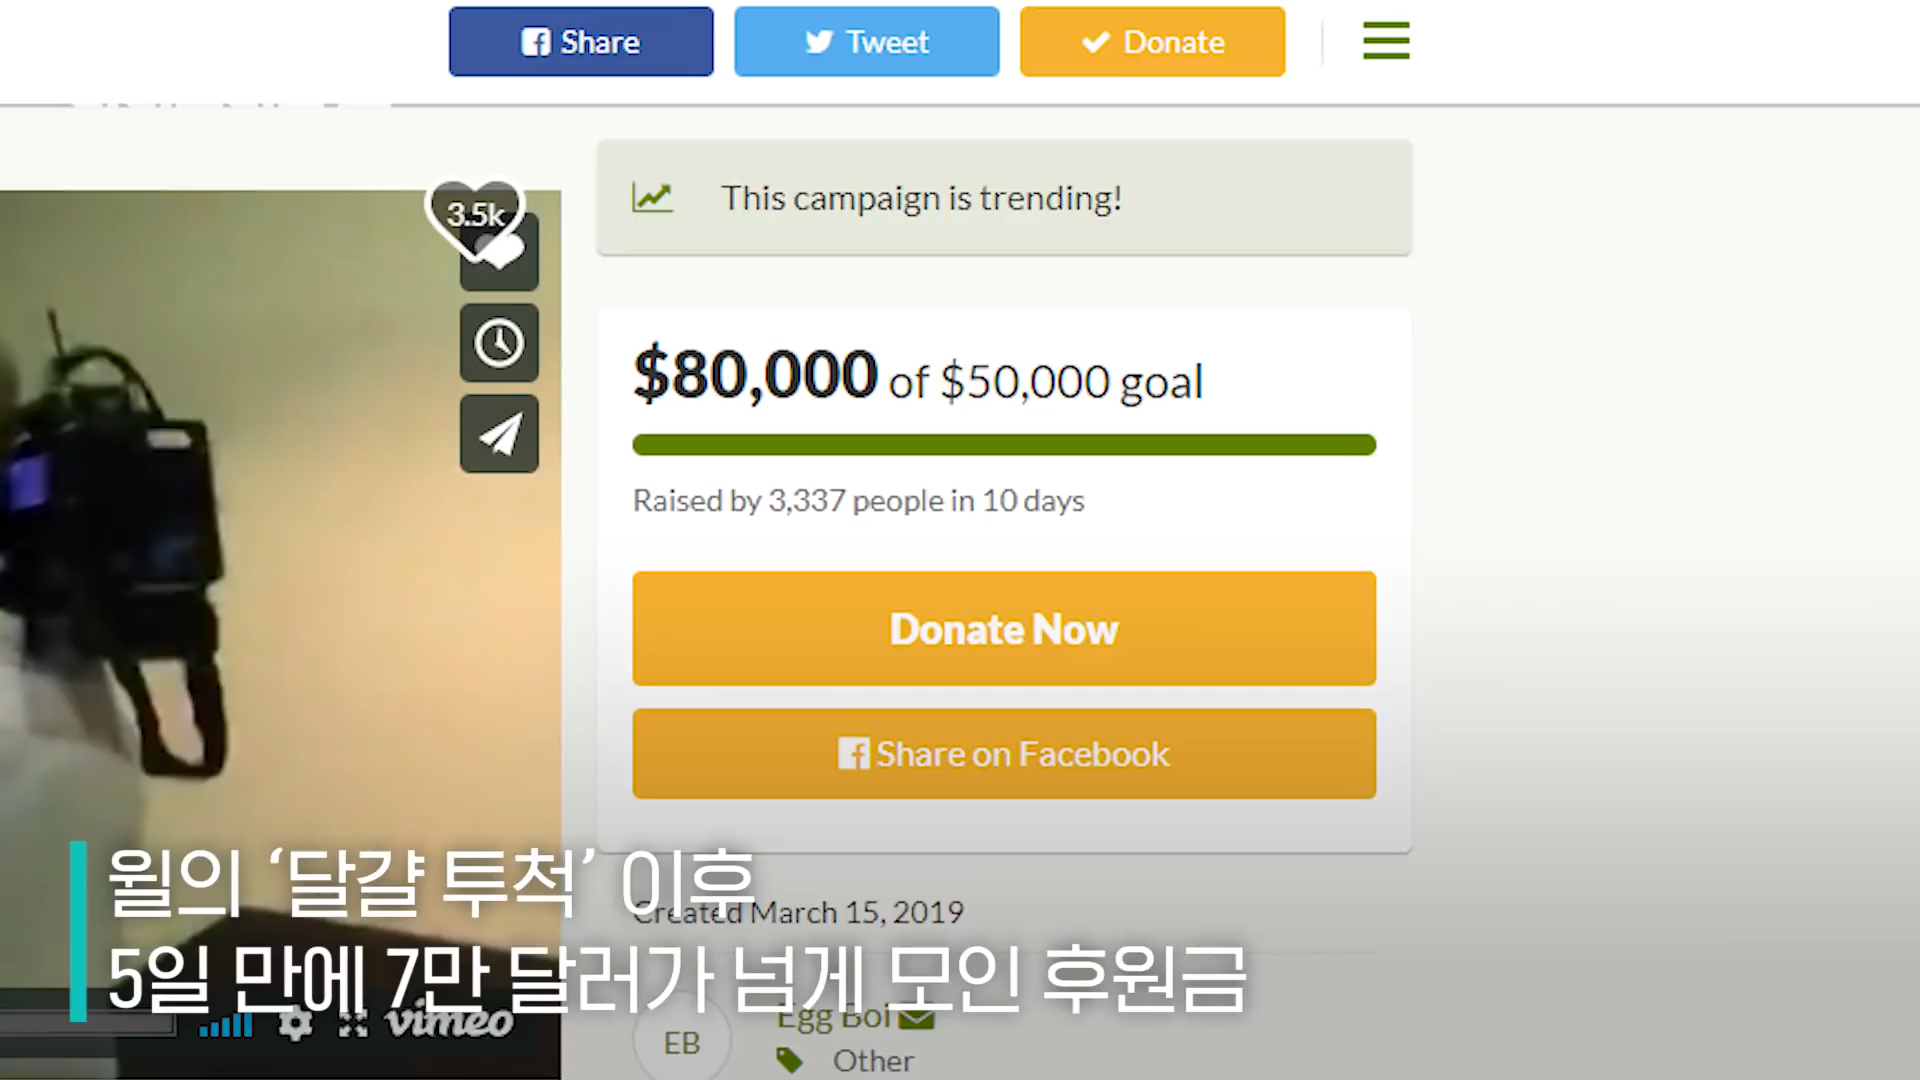 Share
Tweet
Donate
3.5k
This campaign is trending!
$80,000 of $50,000 goal
Raised by 3,337 people in 10 days
Donate Now
Share on Facebook
Created March 15, 2019
윌의 ‘달걀 투척’ 이후
5일 만에 7만 달러가 넘게 모인 후원금
vimeo
EB
Egg Boi
Other